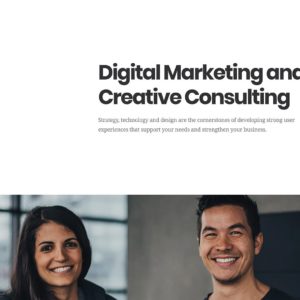 Digital Marketing and
Creative Consulting
Strategy, technology and design are the cornerstones of developing strong user
experiences that support your needs and strengthen your business.